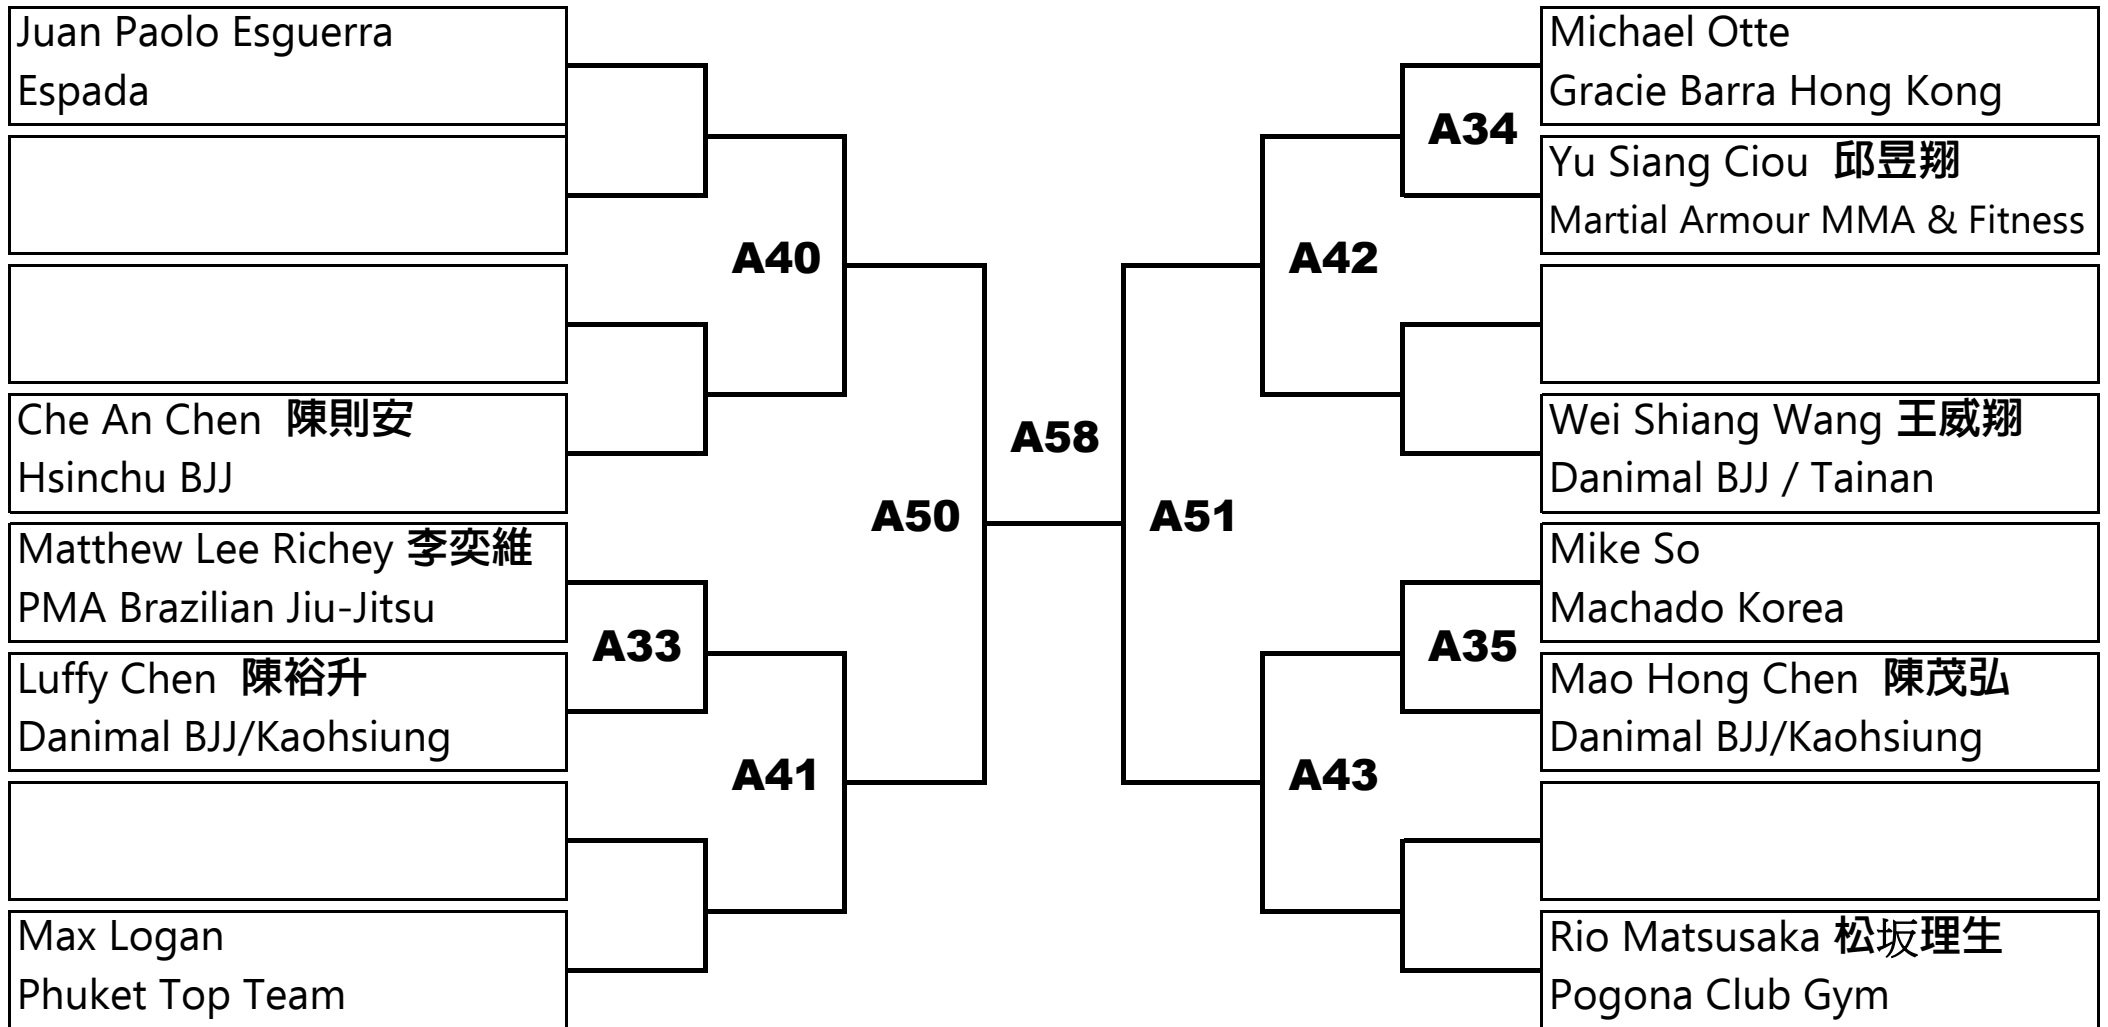 Juan Paolo Esguerra
Espada
Che An Chen 陳則安
Hsinchu BJJ
Matthew Lee Richey 李奕維
PMA Brazilian Jiu-Jitsu
Luffy Chen 陳裕升
Danimal BJJ/Kaohsiung
Max Logan
Phuket Top Team
A33
A40
A41
A50
A58
A51
A42
A43
A34
A35
Michael Otte
Gracie Barra Hong Kong
Yu Siang Ciou 邱昱翔
Martial Armour MMA & Fitness
Wei Shiang Wang 王威翔
Danimal BJJ / Tainan
Mike So
Machado Korea
Mao Hong Chen 陳茂弘
Danimal BJJ/Kaohsiung
Rio Matsusaka 松坂理生
Pogona Club Gym